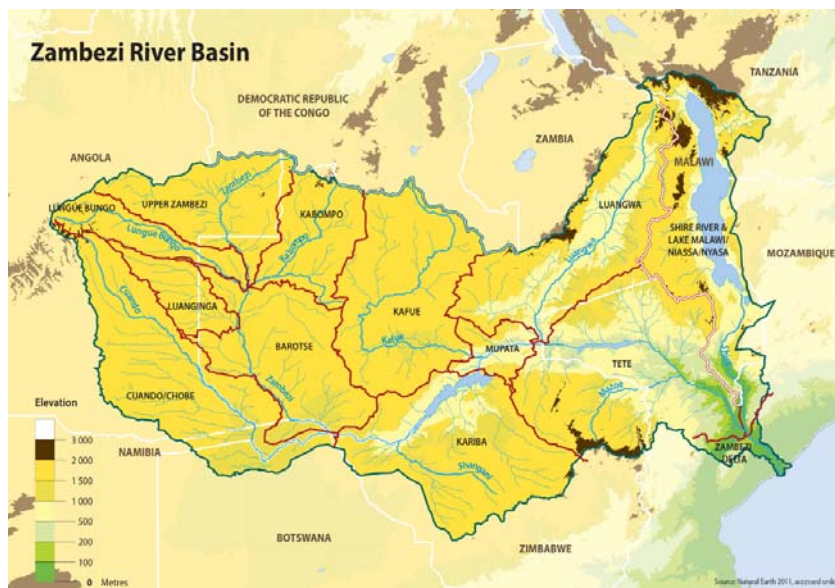 Zambezi River Basin
TANZANIA
DEMOCRATIC REPUBLIC
OF THE CONGO
ZAMBIA
ANGOLA
MALAWI
Zambezi
LUNGUE BUNGO
UPPER ZAMBEZI
KABOMPO
LUANGWA
Lungue Bungo
Kabompo
Luangwa
SHIRE RIVER &
LAKE MALAWI/
NIASSA/NYASA
MOZAMBIQUE
Cuando
LUANGINGA
KAFUE
BAROTSE
Kafue
MUPATA
TETE
Shire
Zambezi
Mazoe
CUANDO/CHOBE
Elevation
KARIBA
ZAMBEZI
DELTA
NAMIBIA
Shangani
3 000
2 000
1 500
1 000
500
200
100
0 Metres
BOTSWANA
ZIMBABWE
Source: Natural Earth 2011, accessed